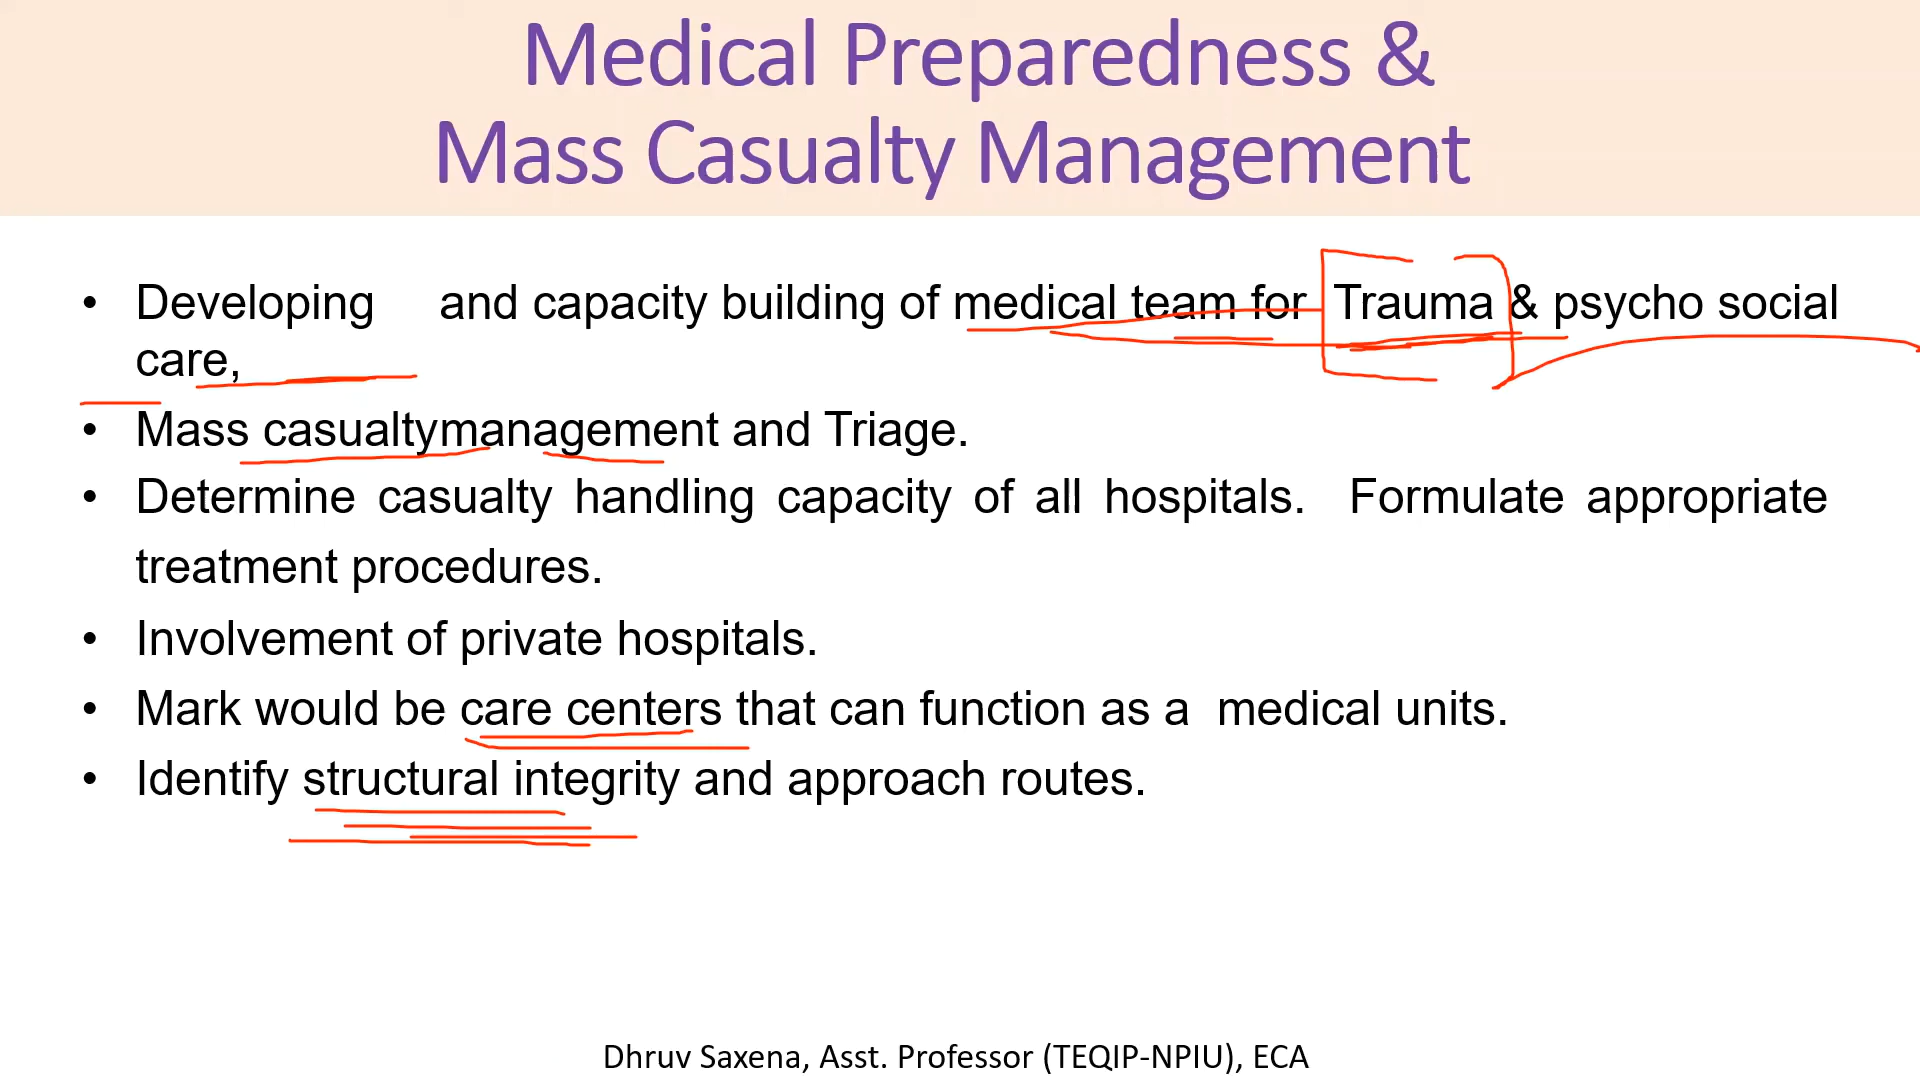 Medical Preparedness &
Mass Casualty Management
• Developing and capacity building of medical team for Trauma & psycho social
care,
• Mass casualtymanagement and Triage.
• Determine casualty handling capacity of all hospitals. Formulate appropriate
treatment procedures.
• Involvement of private hospitals.
• Mark would be care centers that can function as a medical units.
• Identify structural integrity and approach routes.
Dhruv Saxena, Asst. Professor (TEQIP-NPIU), ECA